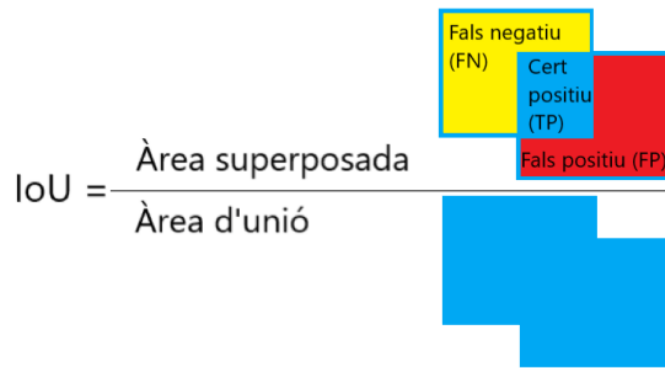 Fals negatiu
(FN)
Cert
positiu
(TP)
Fals positiu (FP)
IoU =
Àrea superposada
Àrea d'unió